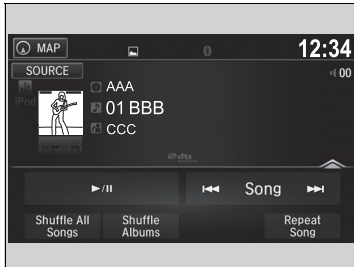 MAP
12:34
SOURCE
00
iPod
AAA
01 BBB
CCC
dts
Song
Shuffle All
Songs
Shuffle
Albums
Repeat
Song